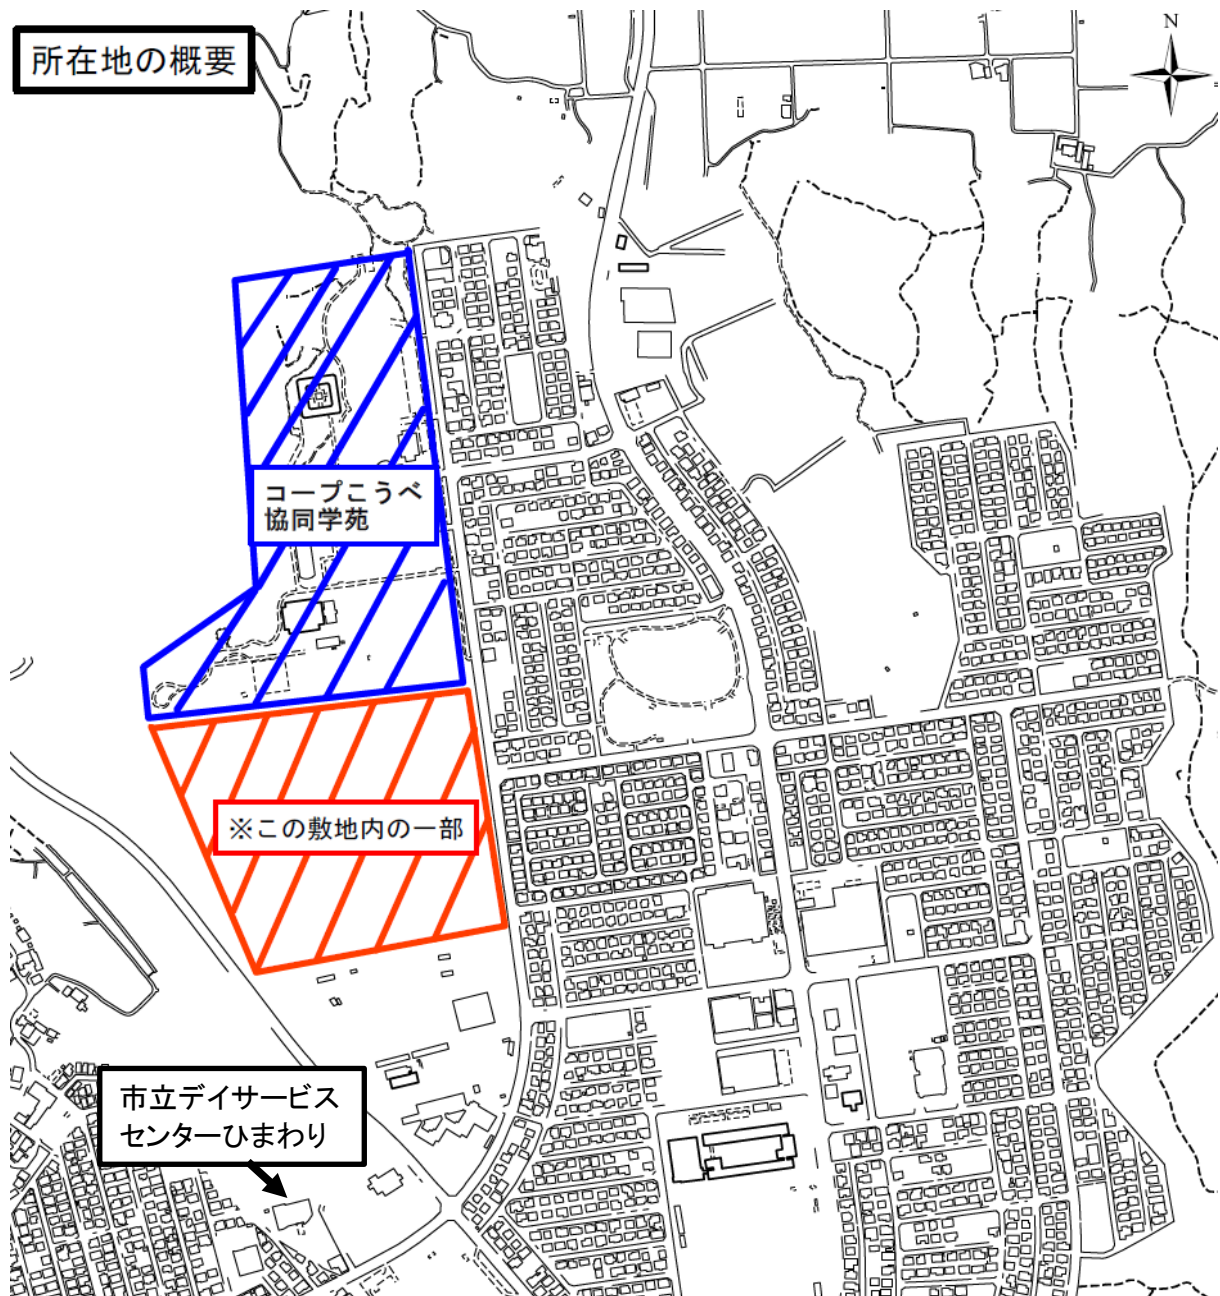 所在地の概要
N
コープこうべ
協同学苑
※この敷地内の一部
市立デイサービス
センターひまわり